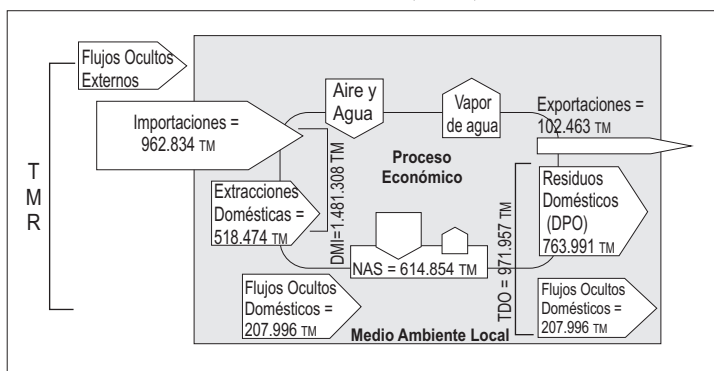 Flujos Ocultos
Externos
Importaciones =
962.834 TM
Aire y
Agua
Vapor
de agua
Exportaciones =
102.463 TM
T
M
R
Proceso
Económico
Extracciones
Domésticas =
518.474 TM
DMI=1.481.308 TM
Residuos
Domésticos
(DPO)
763.991 TM
TDO = 971.957 TM
NAS = 614.854 TM
Flujos Ocultos
Domésticos =
207.996 TM
Flujos Ocultos
Domésticos =
207.996 TM
Medio Ambiente Local